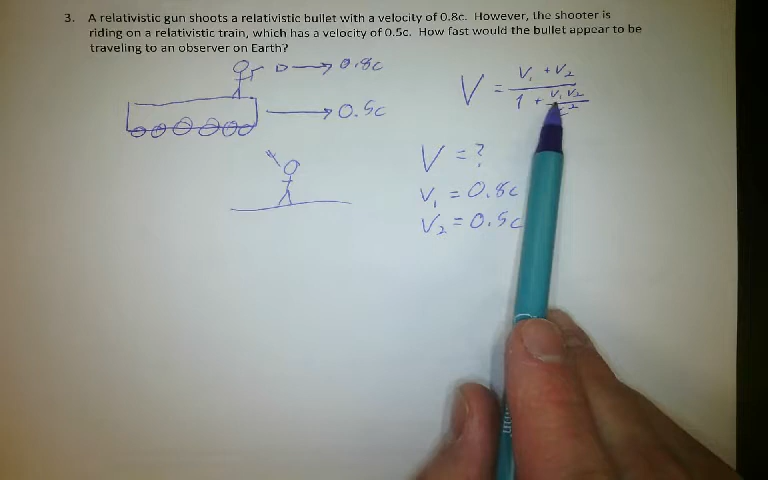 3. A relativistic gun shoots a relativistic bullet with a velocity of 0.8c. However, the shooter is
riding on a relativistic train, which has a velocity of 0.5c. How fast would the bullet appear to be
traveling to an observer on Earth?
0.8c
0.5c
V = (V₁ + V₂) / (1 + V₁V₂/c²)
V = ?
V₁ = 0.8c
V₂ = 0.5c